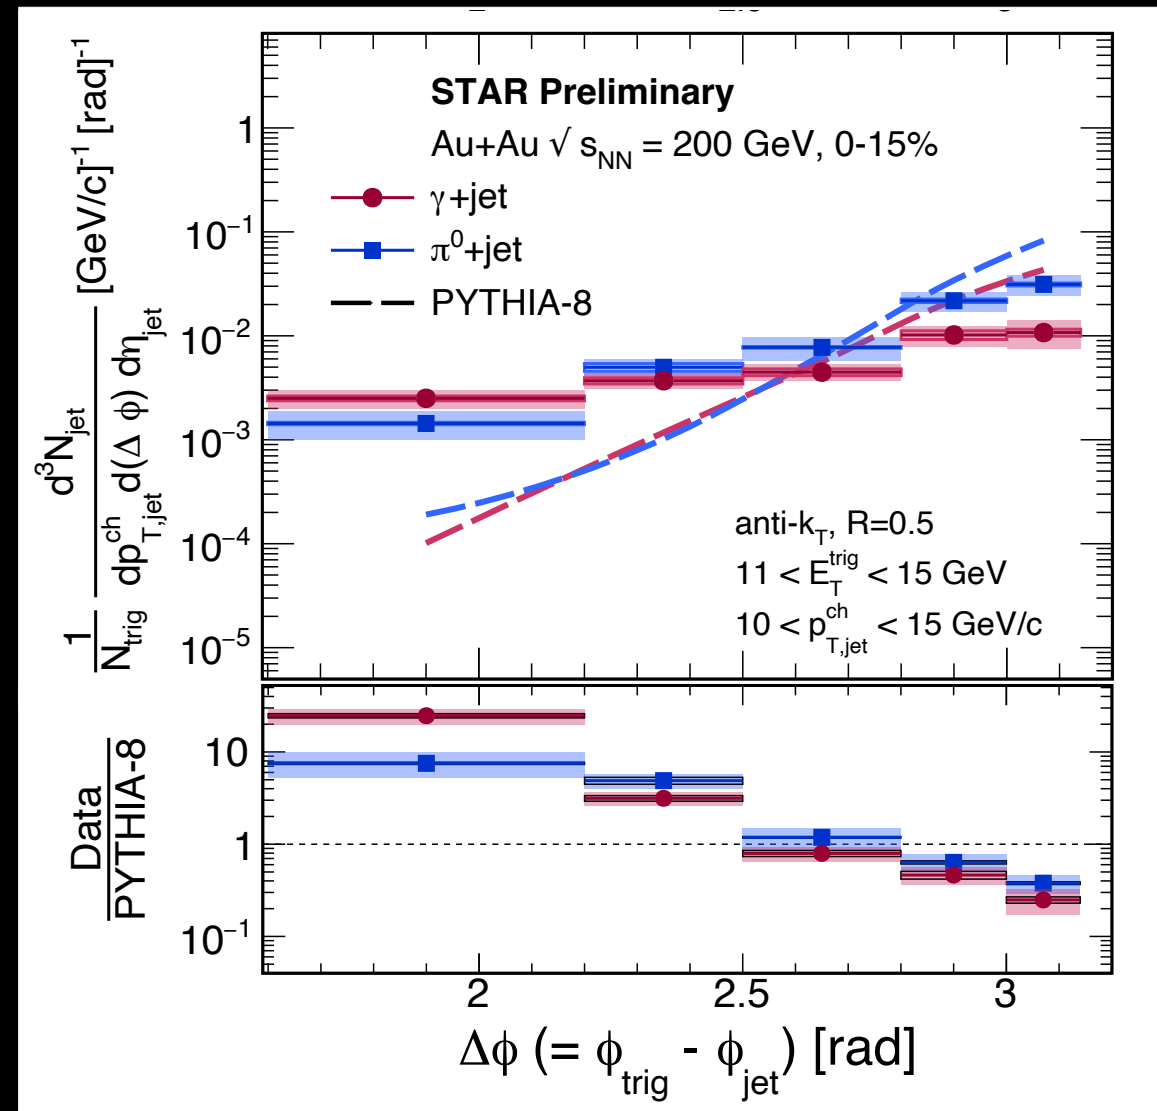 STAR Preliminary
Au+Au √ s_NN = 200 GeV, 0-15%
γ+jet
π⁰+jet
PYTHIA-8
anti-k_T, R=0.5
11 < E_T^trig < 15 GeV
10 < p_T,jet^ch < 15 GeV/c
1/N_trig d³N_jet/dp_T,jet^ch d(Δ φ) dη_jet [GeV/c]⁻¹ [rad]⁻¹
1
10⁻¹
10⁻²
10⁻³
10⁻⁴
10⁻⁵
Data
PYTHIA-8
10
1
10⁻¹
2
2.5
3
Δϕ (= ϕ_trig - ϕ_jet) [rad]